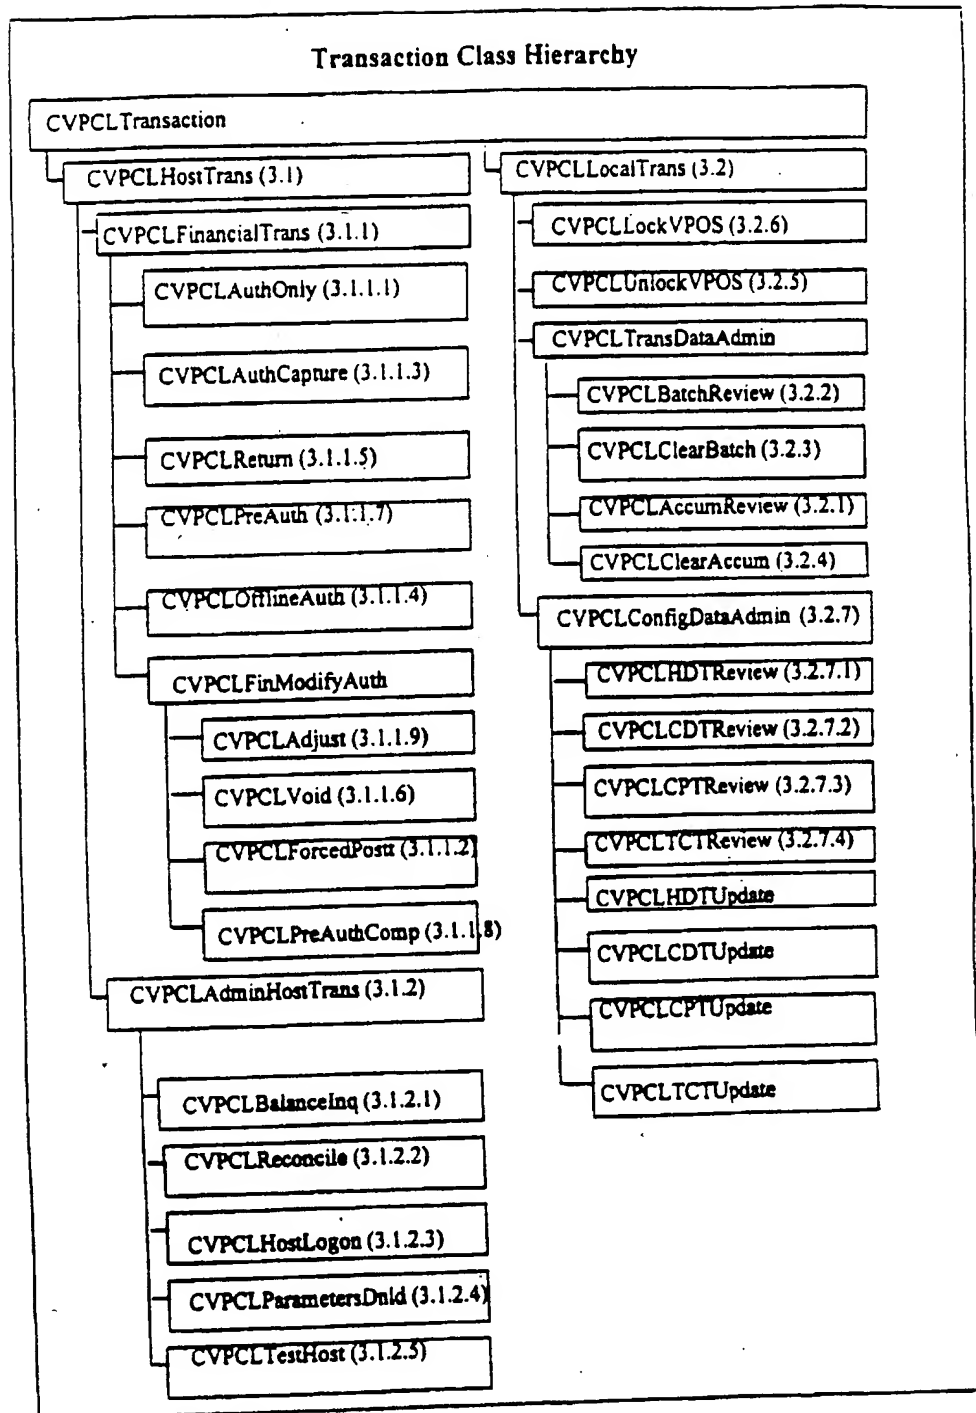 Transaction Class Hierarchy
CVPCLTransaction
CVPCLHostTrans (3.1)
CVPCLFinancialTrans (3.1.1)
CVPCLAuthOnly (3.1.1.1)
CVPCLAuthCapture (3.1.1.3)
CVPCLReturn (3.1.1.5)
CVPCLPreAuth (3.1.1.7)
CVPCLOfflineAuth (3.1.1.4)
CVPCLFinModifyAuth
CVPCLAdjust (3.1.1.9)
CVPCLVoid (3.1.1.6)
CVPCLForcedPostt (3.1.1.2)
CVPCLPreAuthComp (3.1.1.8)
CVPCLAdminHostTrans (3.1.2)
CVPCLBalanceInq (3.1.2.1)
CVPCLReconcile (3.1.2.2)
CVPCLHostLogon (3.1.2.3)
CVPCLParametersDnld (3.1.2.4)
CVPCLTestHost (3.1.2.5)
CVPCLLocalTrans (3.2)
CVPCLLockVPOS (3.2.6)
CVPCLUnlockVPOS (3.2.5)
CVPCLTransDataAdmin
CVPCLBatchReview (3.2.2)
CVPCLClearBatch (3.2.3)
CVPCLAccumReview (3.2.1)
CVPCLClearAccum (3.2.4)
CVPCLConfigDataAdmin (3.2.7)
CVPCLHDTReview (3.2.7.1)
CVPCLCDTReview (3.2.7.2)
CVPCLCPTReview (3.2.7.3)
CVPCLTCTReview (3.2.7.4)
CVPCLHDTUpdate
CVPCLCDTUpdate
CVPCLCPTUpdate
CVPCLTCTUpdate